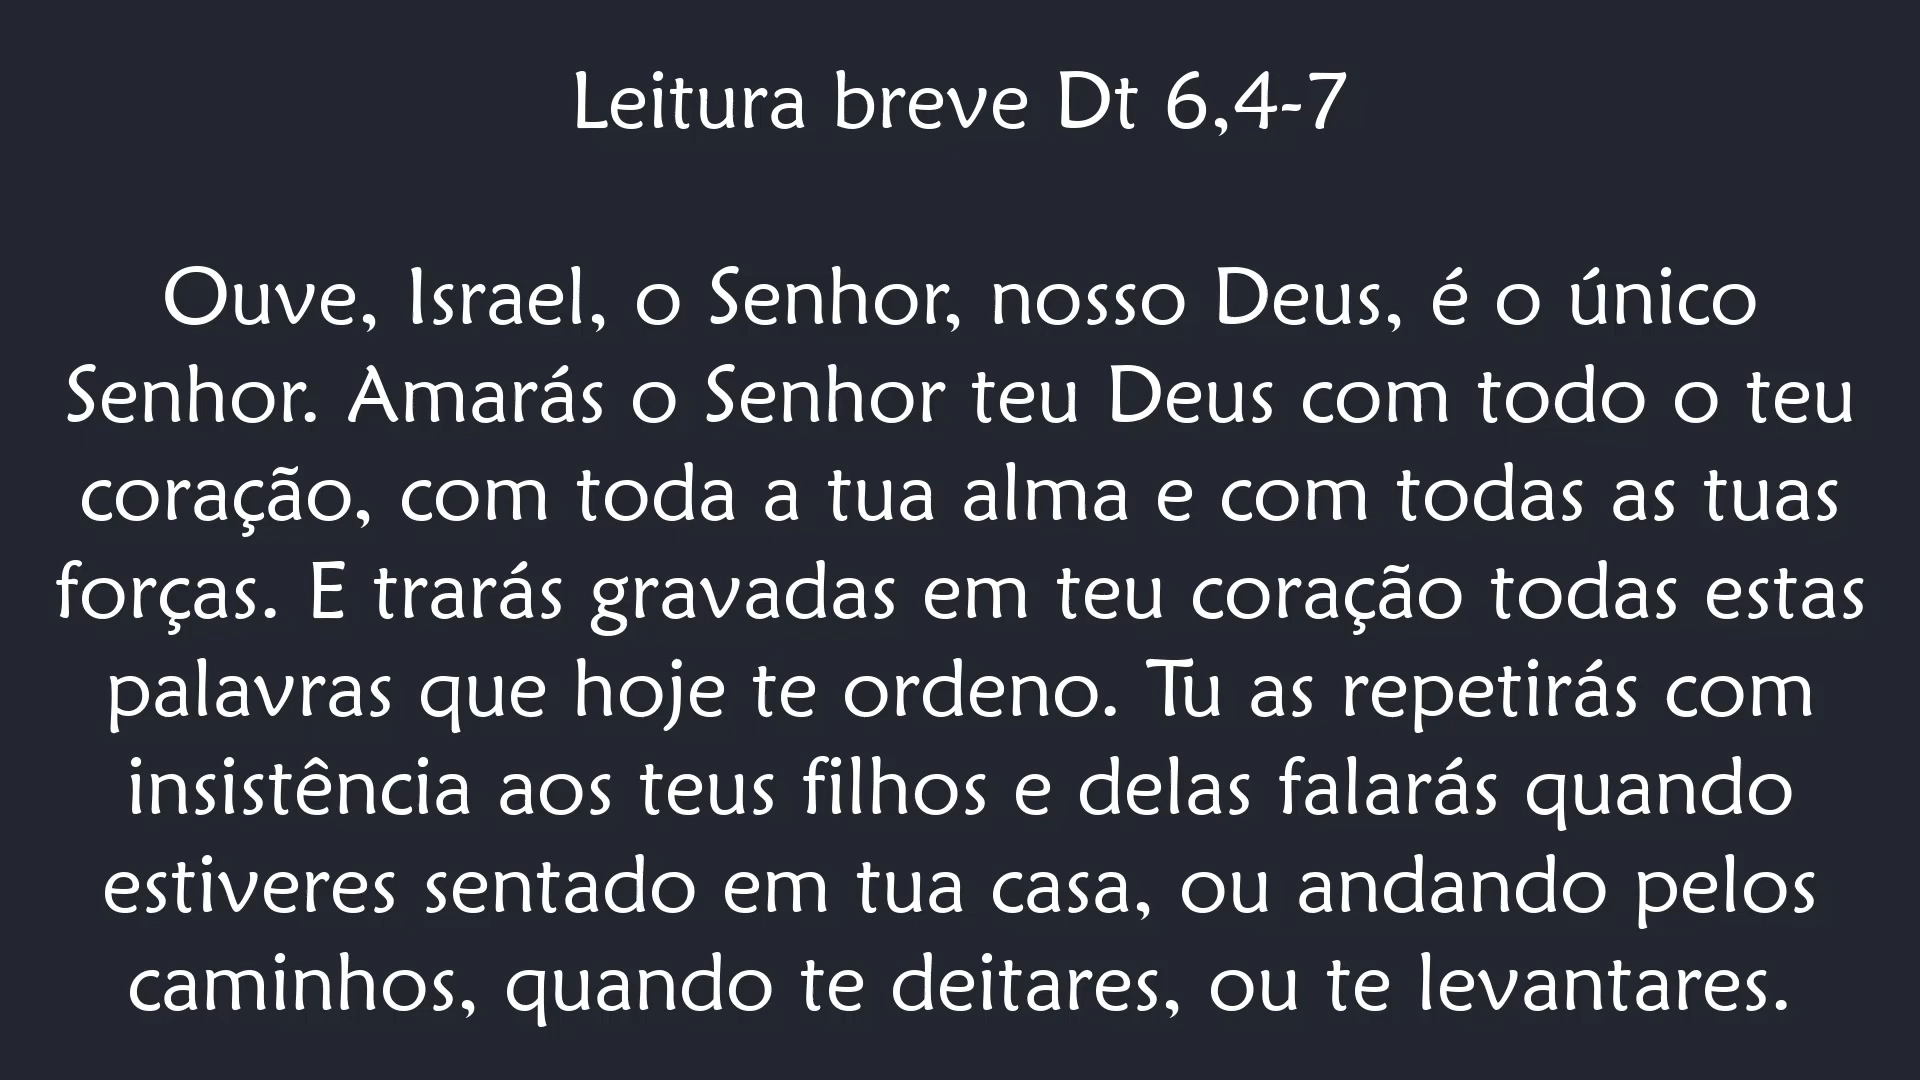 Leitura breve Dt 6,4-7
Ouve, Israel, o Senhor, nosso Deus, é o único
Senhor. Amarás o Senhor teu Deus com todo o teu
coração, com toda a tua alma e com todas as tuas
forças. E trarás gravadas em teu coração todas estas
palavras que hoje te ordeno. Tu as repetirás com
insistência aos teus filhos e delas falarás quando
estiveres sentado em tua casa, ou andando pelos
caminhos, quando te deitares, ou te levantares.